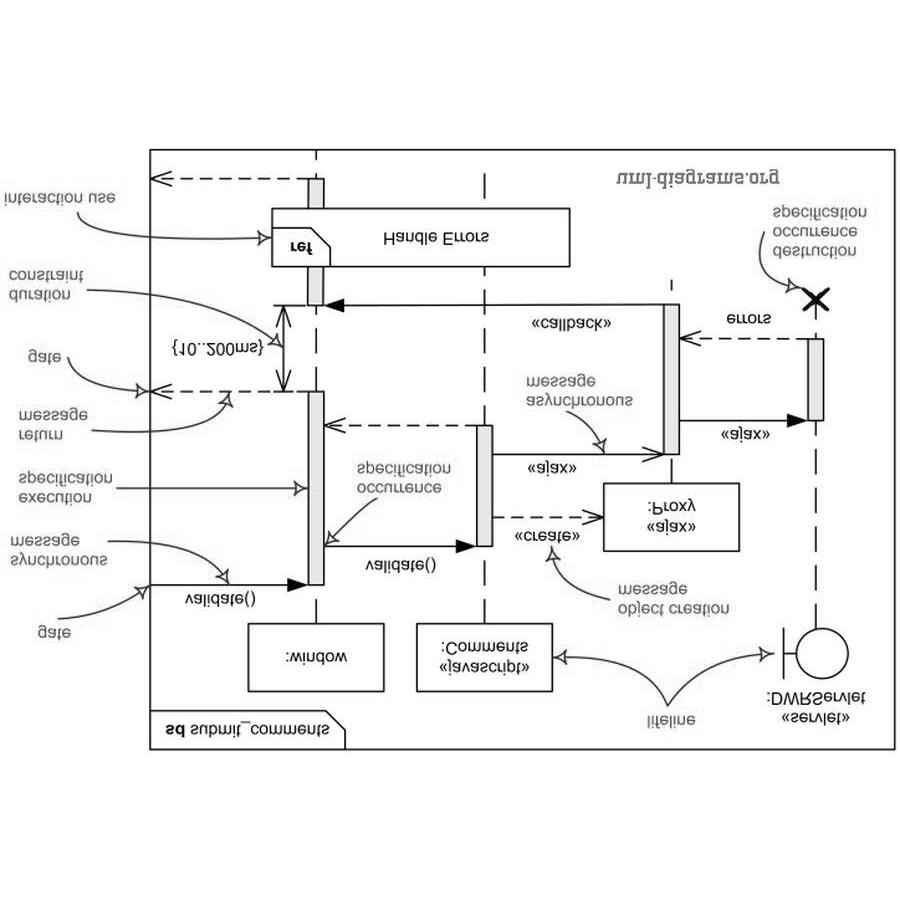 sd submit_comments
lifeline
«servlet»
:DWRServlet
:window
«javascript»
:Comments
gate
validate()
object creation
message
synchronous
message
validate()
«create»
«ajax»
:Proxy
execution
specification
occurrence
specification
«ajax»
return
message
«ajax»
asynchronous
message
gate
{10..200ms}
«callback»
errors
duration
constraint
destruction
occurrence
specification
ref
Handle Errors
interaction use
uml-diagrams.org